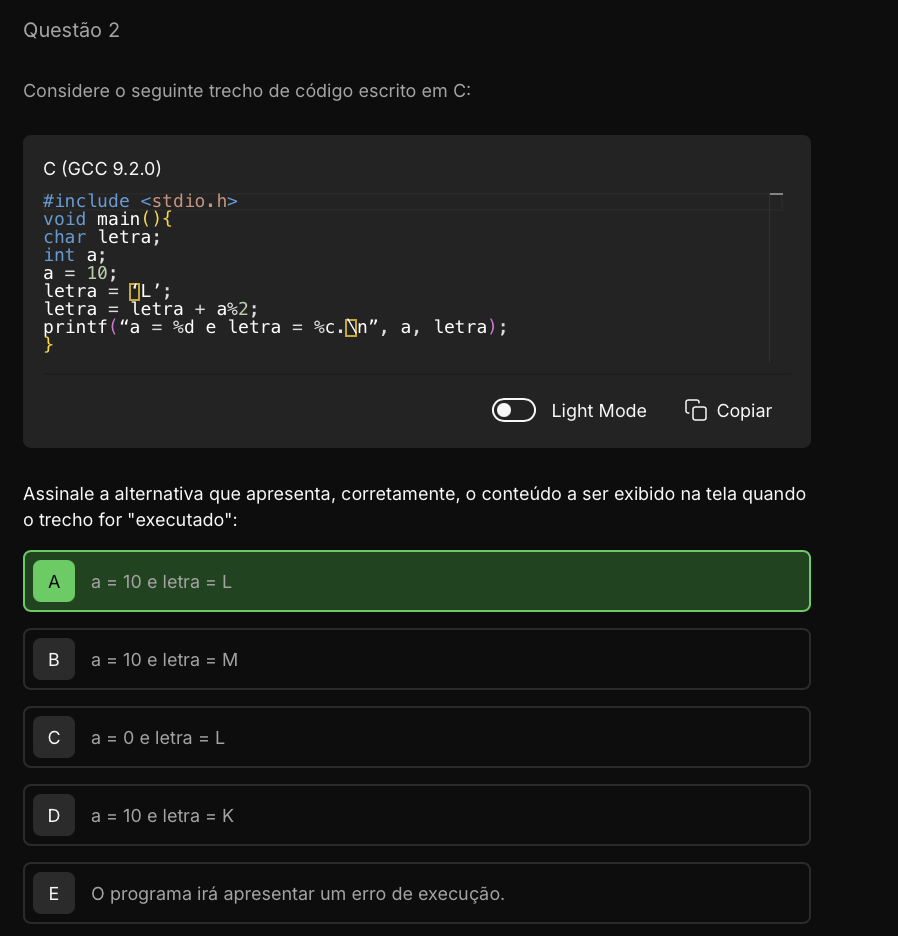 Questão 2
Considere o seguinte trecho de código escrito em C:
C (GCC 9.2.0)
#include <stdio.h>
void main(){
char letra;
int a;
a = 10;
letra = ‘L’;
letra = letra + a%2;
printf(“a = %d e letra = %c.\n”, a, letra);
}
Light Mode
Copiar
Assinale a alternativa que apresenta, corretamente, o conteúdo a ser exibido na tela quando
o trecho for "executado":
A a = 10 e letra = L
B a = 10 e letra = M
C a = 0 e letra = L
D a = 10 e letra = K
E O programa irá apresentar um erro de execução.